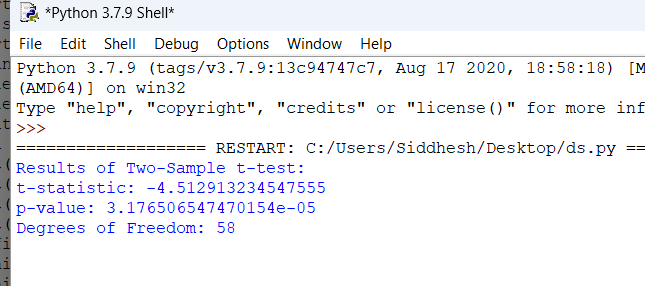 *Python 3.7.9 Shell*
File Edit Shell Debug Options Window Help
Python 3.7.9 (tags/v3.7.9:13c94747c7, Aug 17 2020, 18:58:18) [M
(AMD64)] on win32
Type "help", "copyright", "credits" or "license()" for more inf
>>>
=================== RESTART: C:/Users/Siddhesh/Desktop/ds.py ==
Results of Two-Sample t-test:
t-statistic: -4.512913234547555
p-value: 3.176506547470154e-05
Degrees of Freedom: 58